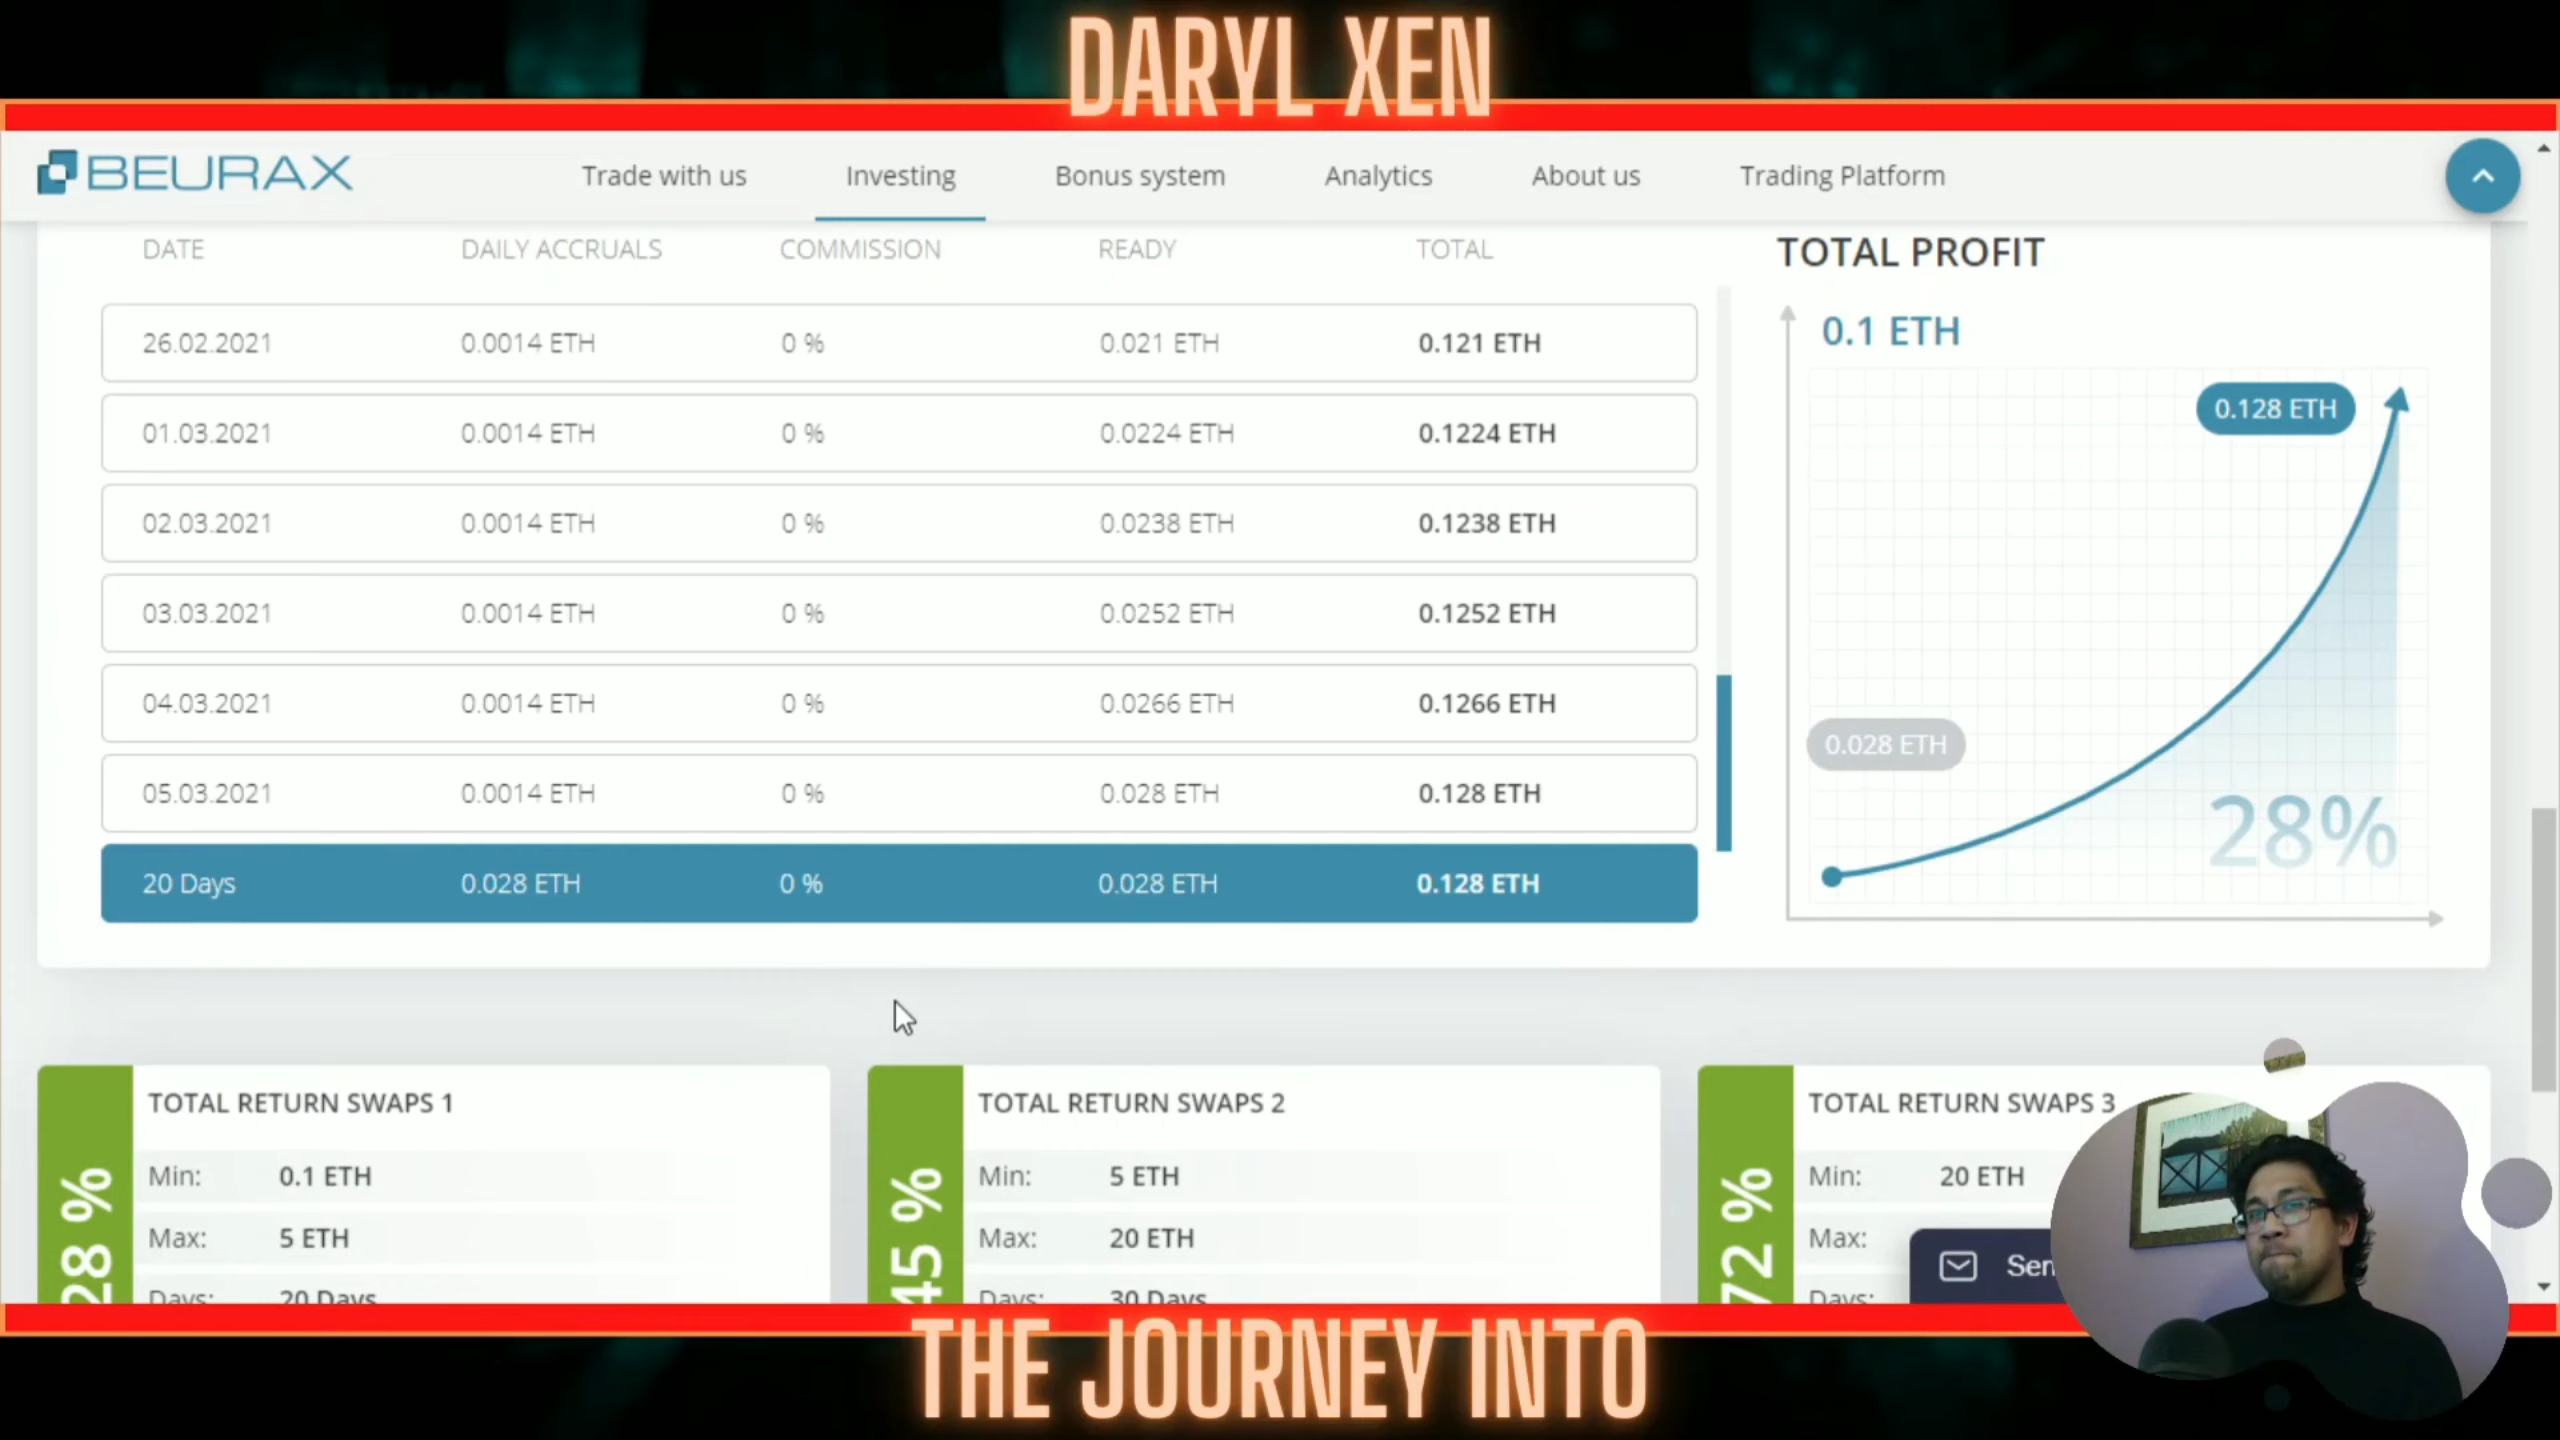 DARYL XEN
BEURAX Trade with us Investing Bonus system Analytics About us Trading Platform
DATE DAILY ACCRUALS COMMISSION READY TOTAL
26.02.2021 0.0014 ETH 0 % 0.021 ETH 0.121 ETH
01.03.2021 0.0014 ETH 0 % 0.0224 ETH 0.1224 ETH
02.03.2021 0.0014 ETH 0 % 0.0238 ETH 0.1238 ETH
03.03.2021 0.0014 ETH 0 % 0.0252 ETH 0.1252 ETH
04.03.2021 0.0014 ETH 0 % 0.0266 ETH 0.1266 ETH
05.03.2021 0.0014 ETH 0 % 0.028 ETH 0.128 ETH
20 Days 0.028 ETH 0 % 0.028 ETH 0.128 ETH
TOTAL PROFIT
0.1 ETH
0.128 ETH
0.028 ETH
28%
28 %
TOTAL RETURN SWAPS 1
Min: 0.1 ETH
Max: 5 ETH
Days: 20 Days
45 %
TOTAL RETURN SWAPS 2
Min: 5 ETH
Max: 20 ETH
Days: 30 Days
72 %
TOTAL RETURN SWAPS 3
Min: 20 ETH
Max:
Days:
THE JOURNEY INTO